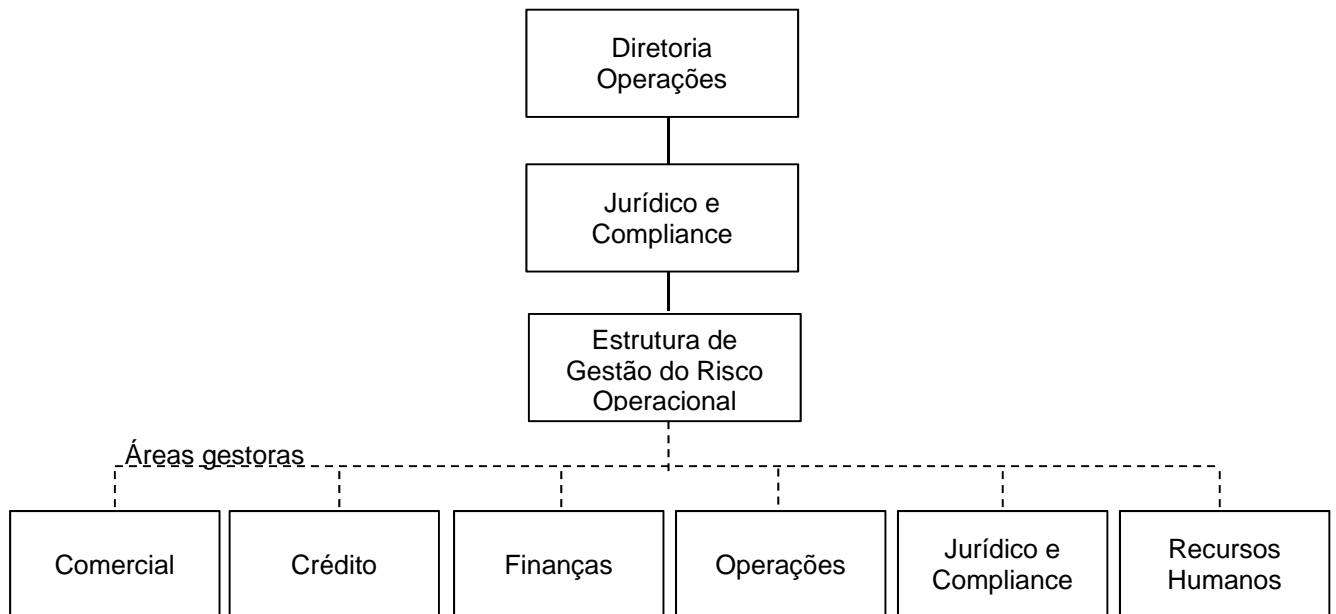 Diretoria
Operações
Jurídico e
Compliance
Estrutura de
Gestão do Risco
Operacional
Áreas gestoras
Comercial
Crédito
Finanças
Operações
Jurídico e
Compliance
Recursos
Humanos